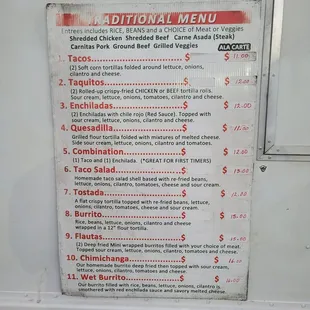 TRADITIONAL MENU
Entrees includes RICE, BEANS and a CHOICE of Meat or Veggies
Shredded Chicken Shredded Beef Carne Asada (Steak)
Carnitas Pork Ground Beef Grilled Veggies
ALA CARTE
1. Tacos $ $
(2) Soft corn tortillas folded around lettuce, onions,
cilantro and cheese.
2. Taquitos $ $
(2) Rolled-up crispy-fried CHICKEN or BEEF tortilla rolls.
Sour cream, lettuce, onions, tomatoes, cilantro and cheese.
3. Enchiladas $ $
(2) Enchiladas with chile rojo (Red Sauce). Topped with
sour cream, lettuce, onions, tomatoes, cilantro and cheese.
4. Quesadilla $ $
Grilled flour tortilla folded with mixtures of melted cheese.
Side sour cream, lettuce, onions, cilantro, tomatoes.
5. Combination $ $
(1) Taco and (1) Enchilada. (*GREAT FOR FIRST TIMERS)
6. Taco Salad $ $
Homemade taco salad shell based with re-fried beans,
lettuce, onions, cilantro, tomatoes, cheese and sour cream.
7. Tostada $ $
A flat crispy tortilla topped with re-fried beans, lettuce,
onions, cilantro, tomatoes, cheese and sour cream.
8. Burrito $ $
Rice, beans, lettuce, onions, cilantro and cheese
wrapped in a 12" flour tortilla.
9. Flautas $ $
(2) Deep fried Mini wrapped burritos filled with your choice of meat.
Topped sour cream, lettuce, onions, cilantro, tomatoes, cheese.
10. Chimichanga $ $
Our homemade burrito deep fried then topped with sour cream,
lettuce, onions, cilantro, tomatoes and cheese.
11. Wet Burrito $ $
Our burrito filled with rice, beans, lettuce, onions, cilantro is
smothered with red enchilada sauce and savory melted cheese.